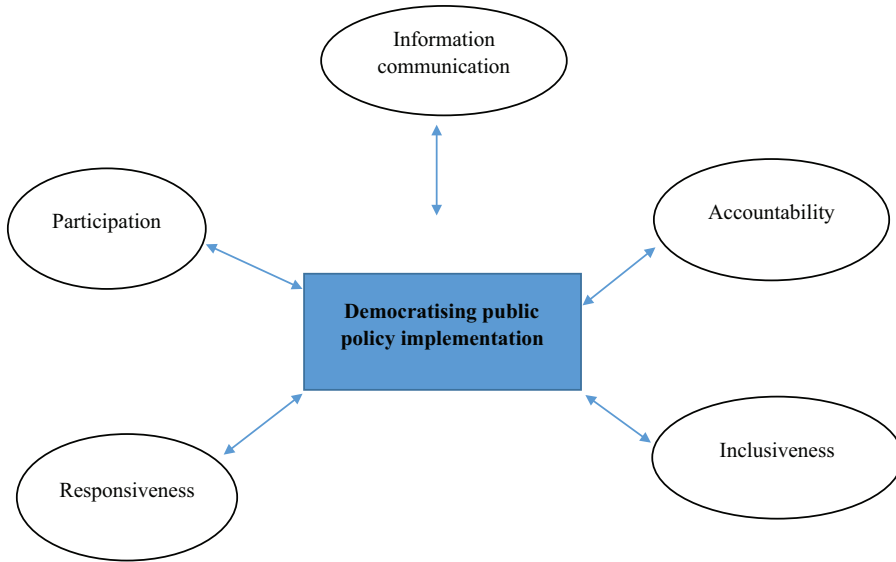 Information
communication
Participation
Accountability
Democratising public
policy implementation
Responsiveness
Inclusiveness